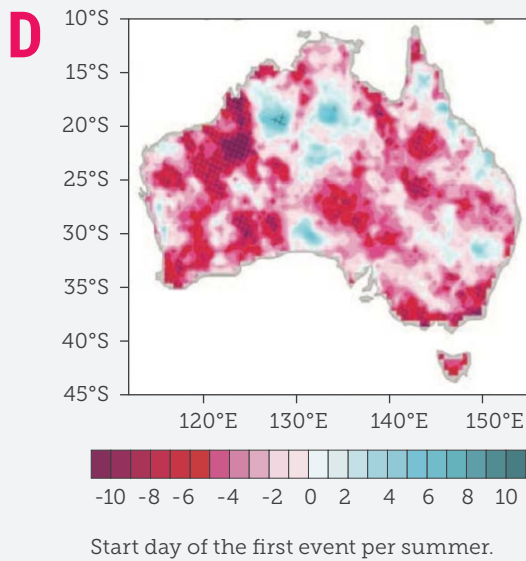 D
10°S
15°S
20°S
25°S
30°S
35°S
40°S
45°S
120°E 130°E 140°E 150°E
-10 -8 -6 -4 -2 0 2 4 6 8 10
Start day of the first event per summer.